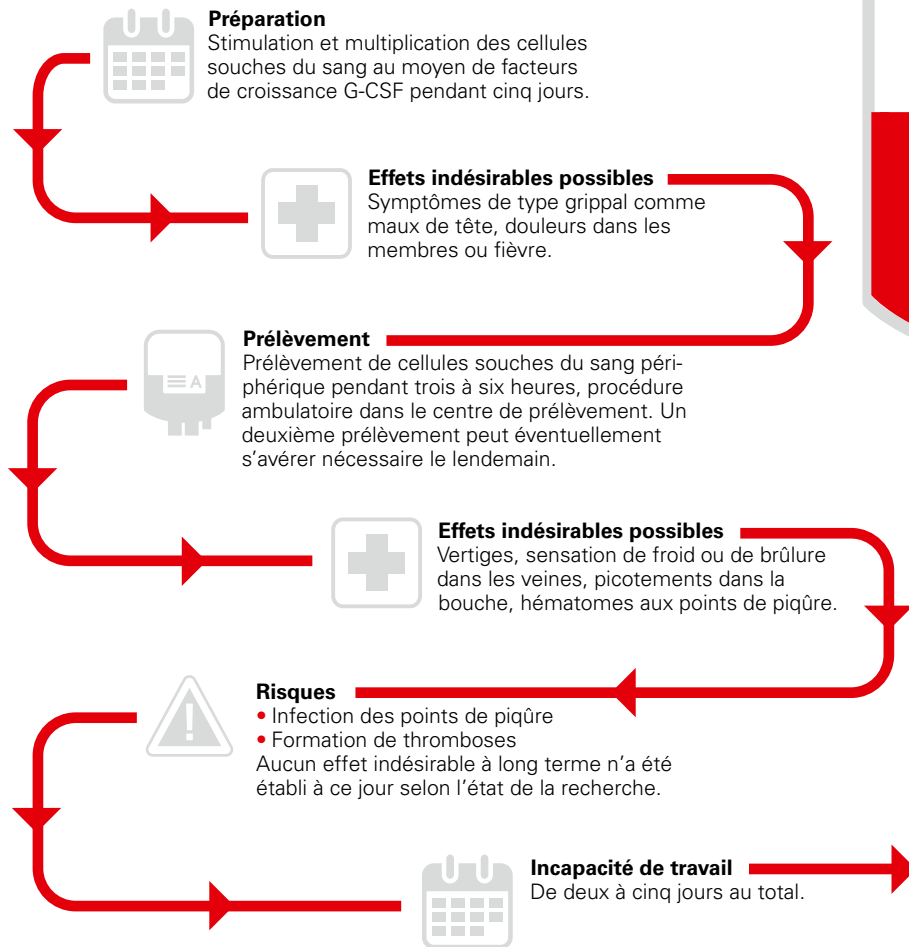 Préparation
Stimulation et multiplication des cellules
souches du sang au moyen de facteurs
de croissance G-CSF pendant cinq jours.
Effets indésirables possibles
Symptômes de type grippal comme
maux de tête, douleurs dans les
membres ou fièvre.
Prélèvement
Prélèvement de cellules souches du sang péri-
phérique pendant trois à six heures, procédure
ambulatoire dans le centre de prélèvement. Un
deuxième prélèvement peut éventuellement
s’avérer nécessaire le lendemain.
A
Effets indésirables possibles
Vertiges, sensation de froid ou de brûlure
dans les veines, picotements dans la
bouche, hématomes aux points de piqûre.
Risques
• Infection des points de piqûre
• Formation de thromboses
Aucun effet indésirable à long terme n’a été
établi à ce jour selon l’état de la recherche.
Incapacité de travail
De deux à cinq jours au total.